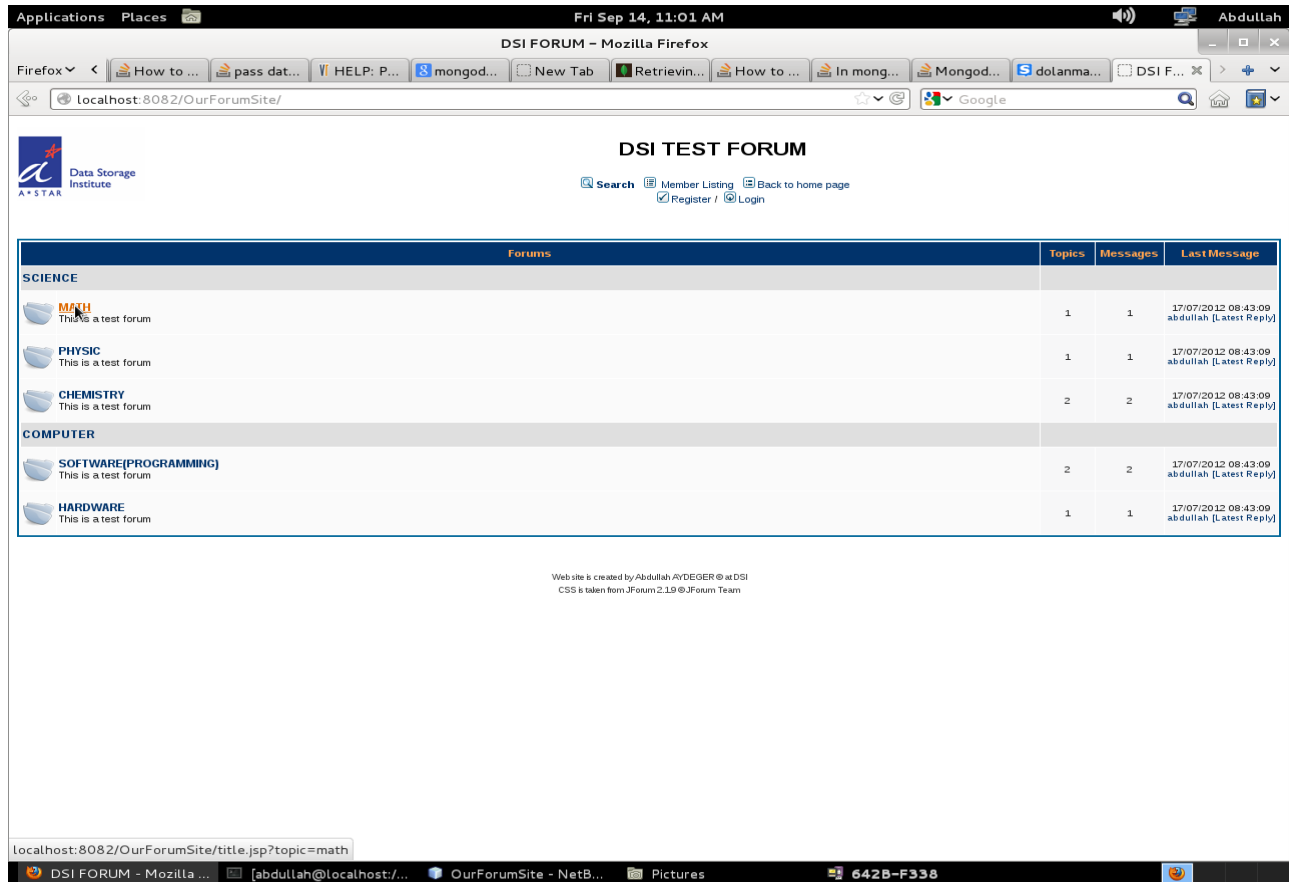 Applications Places Fri Sep 14, 11:01 AM Abdullah
DSI FORUM - Mozilla Firefox
Firefox How to ... pass dat... HELP: P... mongod... New Tab Retrievin... How to ... In mong... Mongod... dolanma... DSI F...
localhost:8082/OurForumSite/ Google
a
A*STAR
Data Storage
Institute
DSI TEST FORUM
Search Member Listing Back to home page
Register / Login
Forums Topics Messages Last Message
SCIENCE
MATH 1 1 17/07/2012 08:43:09
This is a test forum abdullah [Latest Reply]
PHYSIC 1 1 17/07/2012 08:43:09
This is a test forum abdullah [Latest Reply]
CHEMISTRY 2 2 17/07/2012 08:43:09
This is a test forum abdullah [Latest Reply]
COMPUTER
SOFTWARE(PROGRAMMING) 2 2 17/07/2012 08:43:09
This is a test forum abdullah [Latest Reply]
HARDWARE 1 1 17/07/2012 08:43:09
This is a test forum abdullah [Latest Reply]
Web site is created by Abdullah AYDEGER © at DSI
CSS is taken from JForum 2.1.9 © JForum Team
localhost:8082/OurForumSite/title.jsp?topic=math
DSI FORUM - Mozilla ... [abdullah@localhost:/... OurForumSite - NetB... Pictures 642B-F338